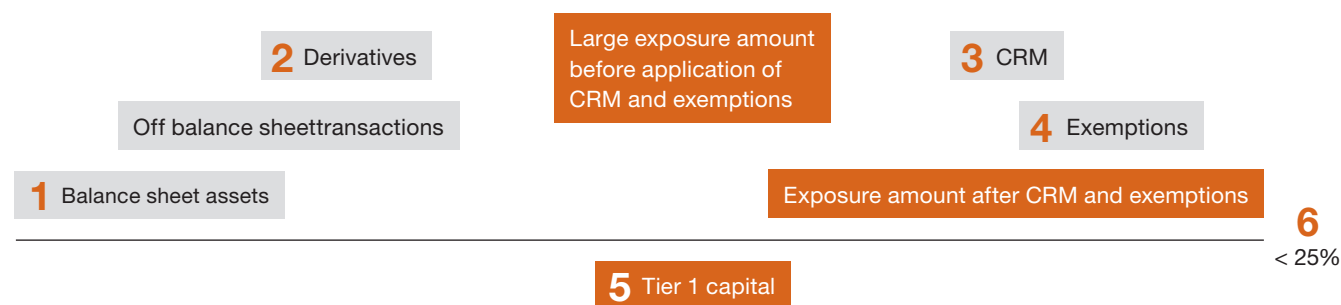 2 Derivatives
Off balance sheettransactions
1 Balance sheet assets
Large exposure amount
before application of
CRM and exemptions
3 CRM
4 Exemptions
Exposure amount after CRM and exemptions
5 Tier 1 capital
6
< 25%